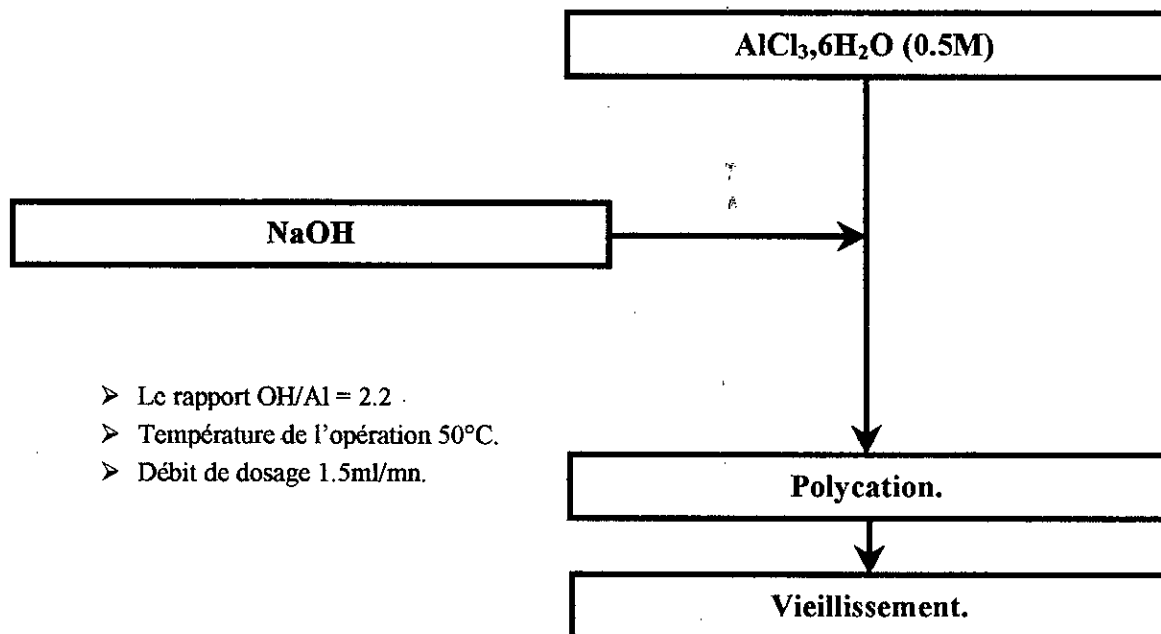 AlCl₃,6H₂O (0.5M)
NaOH
➢ Le rapport OH/Al = 2.2
➢ Température de l'opération 50°C.
➢ Débit de dosage 1.5ml/mn.
Polycation.
Vieillissement.